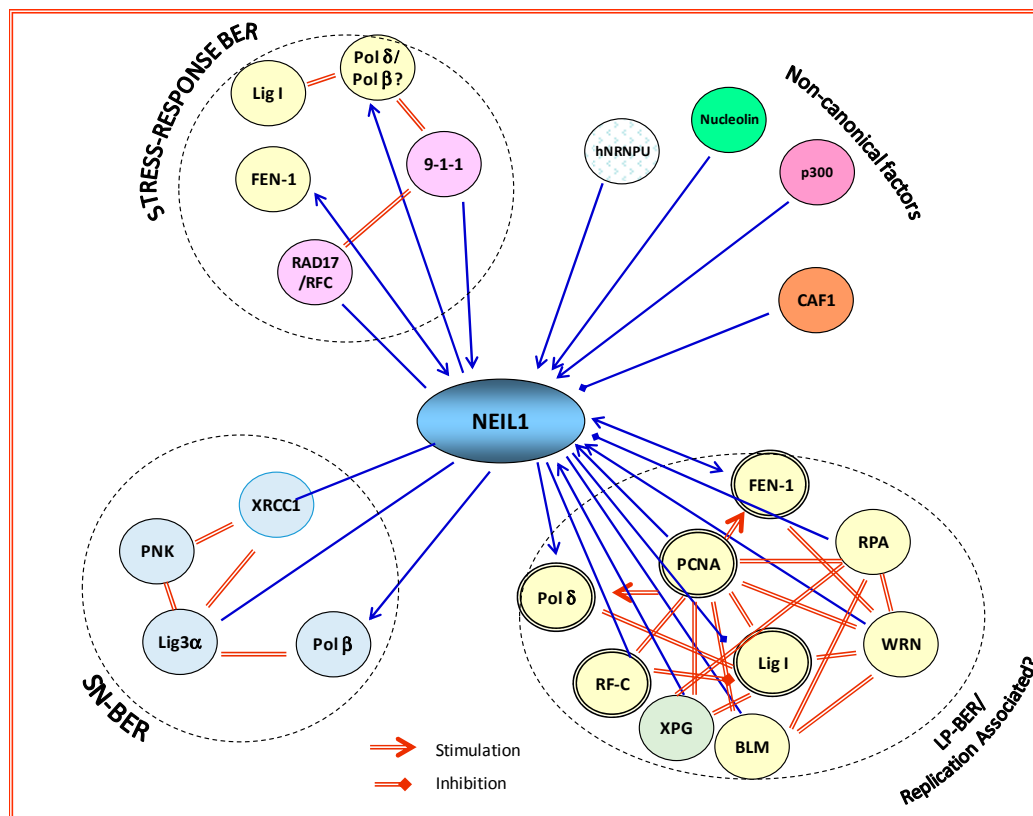 STRESS-RESPONSE BER
Pol δ/
Pol β?
Lig I
9-1-1
FEN-1
RAD17
/RFC
Non-canonical
factors
Nucleolin
hNRNPU
p300
CAF1
NEIL1
SN-BER
XRCC1
PNK
Lig3α
Pol β
FEN-1
RPA
PCNA
Pol δ
WRN
Lig I
RF-C
XPG
BLM
LP-BER/
Replication Associated?
Stimulation
Inhibition